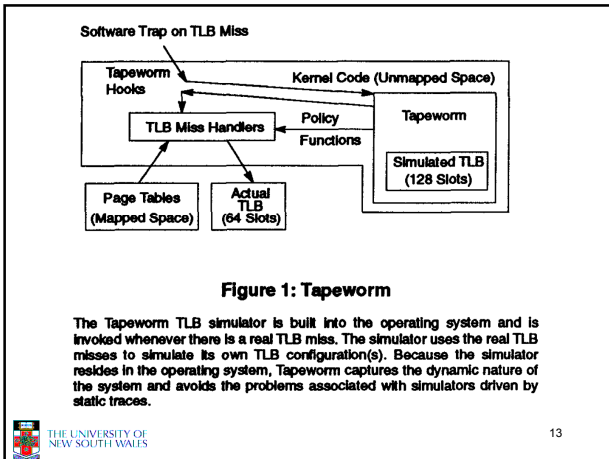 Software Trap on TLB Miss
Tapeworm
Hooks
Kernel Code (Unmapped Space)
Tapeworm
TLB Miss Handlers
Policy
Functions
Simulated TLB
(128 Slots)
Page Tables
(Mapped Space)
Actual
TLB
(64 Slots)
Figure 1: Tapeworm
The Tapeworm TLB simulator is built into the operating system and is
invoked whenever there is a real TLB miss. The simulator uses the real TLB
misses to simulate its own TLB configuration(s). Because the simulator
resides in the operating system, Tapeworm captures the dynamic nature of
the system and avoids the problems associated with simulators driven by
static traces.
THE UNIVERSITY OF
NEW SOUTH WALES
13